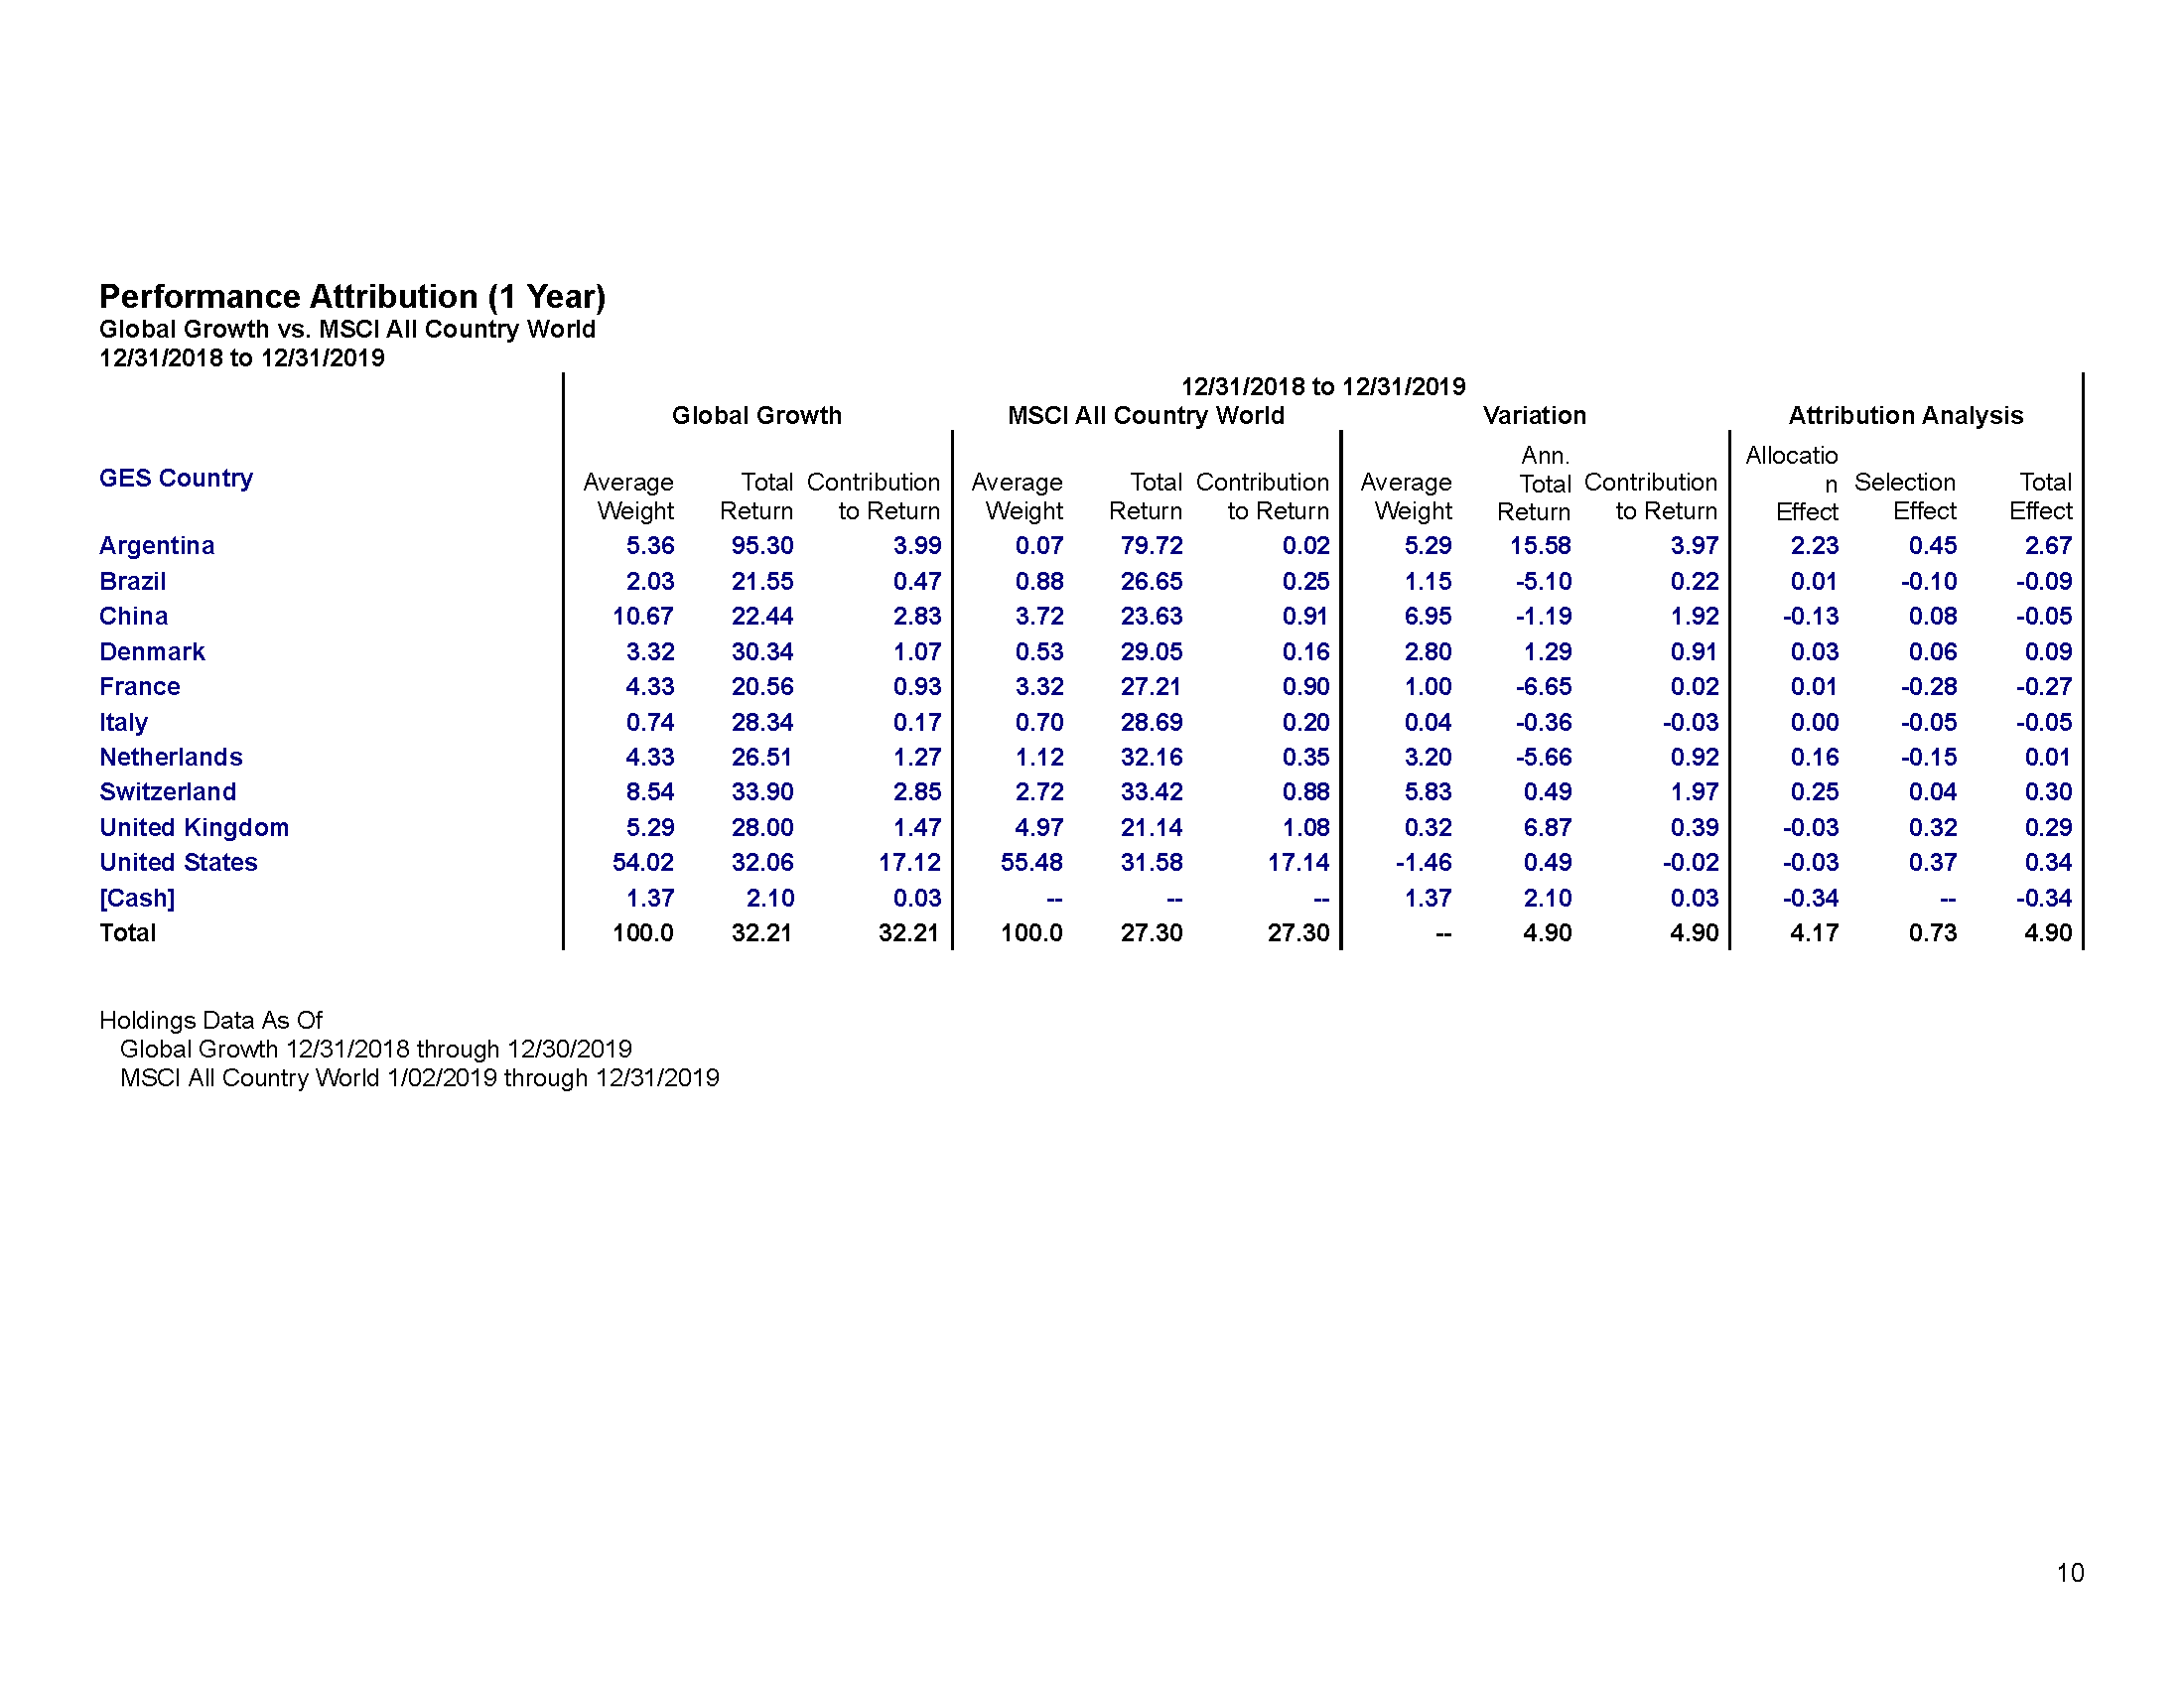 Performance Attribution (1 Year)
Global Growth vs. MSCI All Country World
12/31/2018 to 12/31/2019
12/31/2018 to 12/31/2019
Global Growth MSCI All Country World Variation Attribution Analysis
GES Country Average Weight Total Return Contribution to Return Average Weight Total Return Contribution to Return Average Weight Ann. Total Return Contribution to Return Allocatio n Effect Selection Effect Total Effect
Argentina 5.36 95.30 3.99 0.07 79.72 0.02 5.29 15.58 3.97 2.23 0.45 2.67
Brazil 2.03 21.55 0.47 0.88 26.65 0.25 1.15 -5.10 0.22 0.01 -0.10 -0.09
China 10.67 22.44 2.83 3.72 23.63 0.91 6.95 -1.19 1.92 -0.13 0.08 -0.05
Denmark 3.32 30.34 1.07 0.53 29.05 0.16 2.80 1.29 0.91 0.03 0.06 0.09
France 4.33 20.56 0.93 3.32 27.21 0.90 1.00 -6.65 0.02 0.01 -0.28 -0.27
Italy 0.74 28.34 0.17 0.70 28.69 0.20 0.04 -0.36 -0.03 0.00 -0.05 -0.05
Netherlands 4.33 26.51 1.27 1.12 32.16 0.35 3.20 -5.66 0.92 0.16 -0.15 0.01
Switzerland 8.54 33.90 2.85 2.72 33.42 0.88 5.83 0.49 1.97 0.25 0.04 0.30
United Kingdom 5.29 28.00 1.47 4.97 21.14 1.08 0.32 6.87 0.39 -0.03 0.32 0.29
United States 54.02 32.06 17.12 55.48 31.58 17.14 -1.46 0.49 -0.02 -0.03 0.37 0.34
[Cash] 1.37 2.10 0.03 -- -- -- 1.37 2.10 0.03 -0.34 -- -0.34
Total 100.0 32.21 32.21 100.0 27.30 27.30 -- 4.90 4.90 4.17 0.73 4.90
Holdings Data As Of
Global Growth 12/31/2018 through 12/30/2019
MSCI All Country World 1/02/2019 through 12/31/2019
10